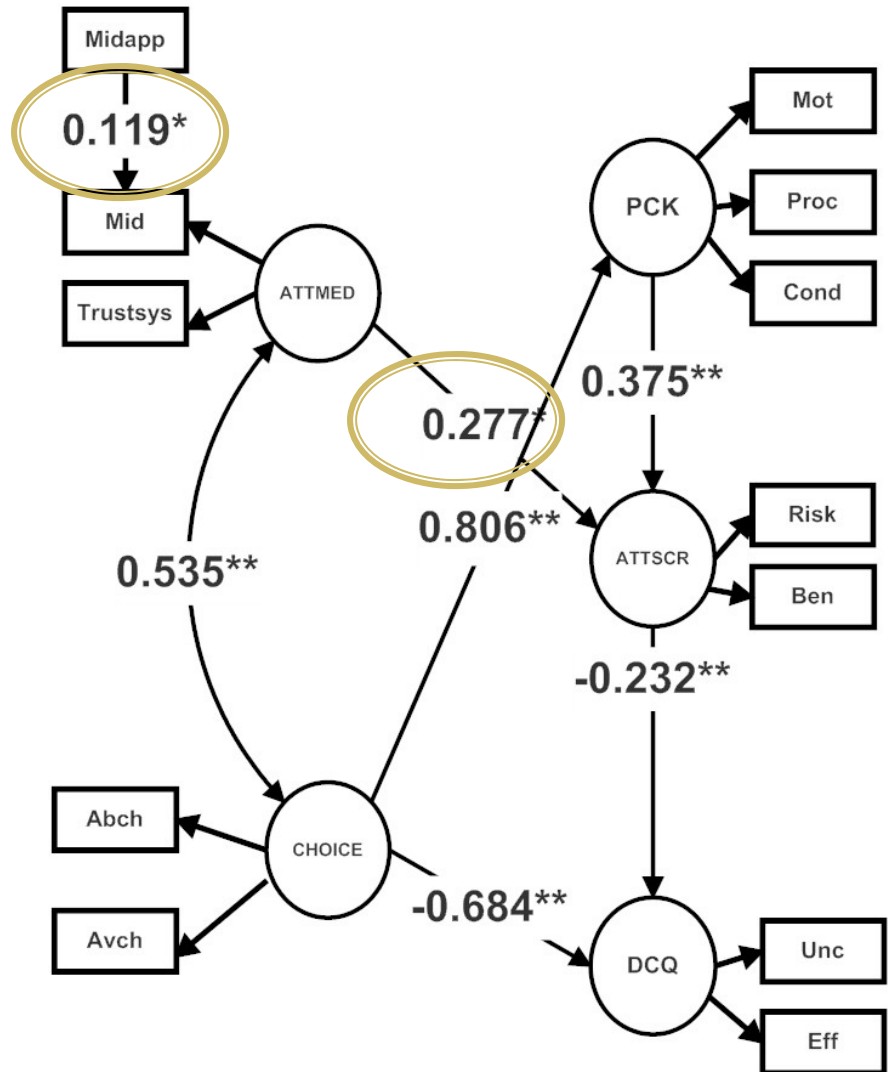 Midapp
0.119*
Mid
Trustsys
ATTMED
PCK
Mot
Proc
Cond
0.375**
0.277*
0.806**
0.535**
ATTSCR
Risk
Ben
-0.232**
Abch
Avch
CHOICE
-0.684**
DCQ
Unc
Eff